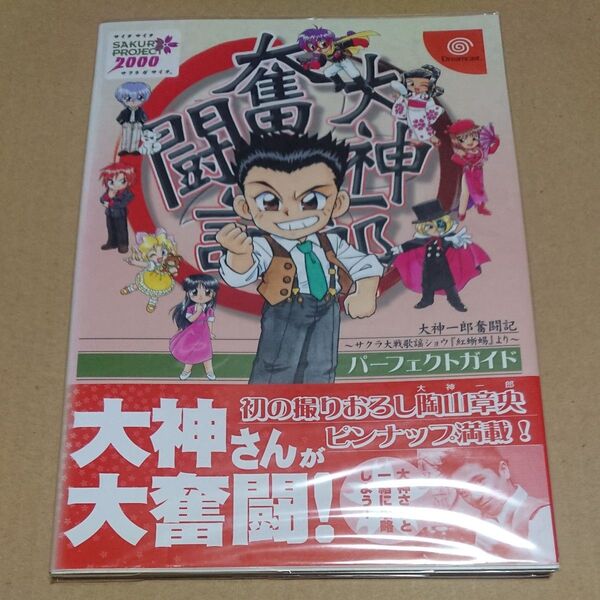 サイタ サイタ
SAKURA
PROJECT
2000
サクラガ サイタ。
Dreamcast
大神一郎
奮闘記
大神一郎奮闘記
～サクラ大戦歌謡ショウ『紅蜥蜴』より～
パーフェクトガイド
大神一郎
初の撮りおろし陶山章央
ピンナップ満載！
大神さんが
大奮闘！